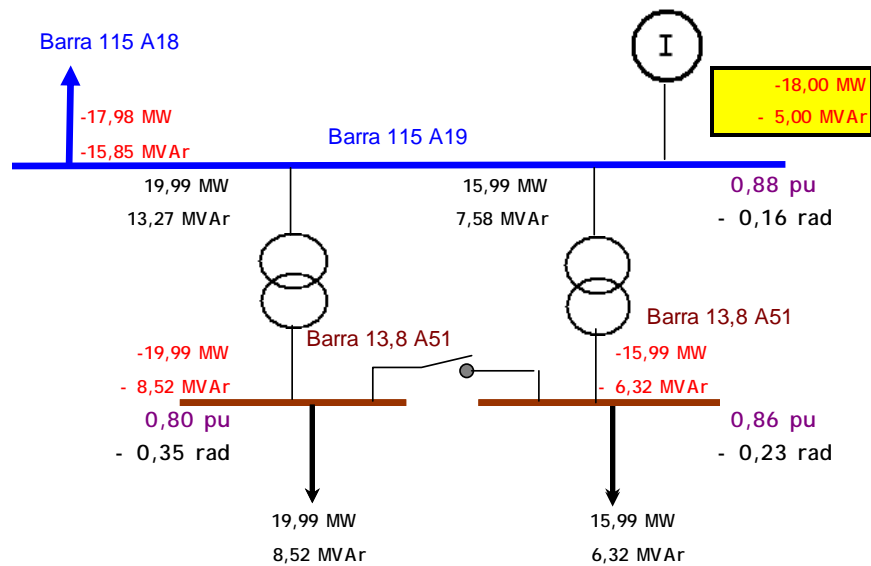 Barra 115 A18
I
-18,00 MW
- 5,00 MVAr
-17,98 MW
-15,85 MVAr
Barra 115 A19
19,99 MW
13,27 MVAr
15,99 MW
7,58 MVAr
0,88 pu
- 0,16 rad
Barra 13,8 A51
Barra 13,8 A51
-19,99 MW
- 8,52 MVAr
-15,99 MW
- 6,32 MVAr
0,80 pu
- 0,35 rad
0,86 pu
- 0,23 rad
19,99 MW
8,52 MVAr
15,99 MW
6,32 MVAr